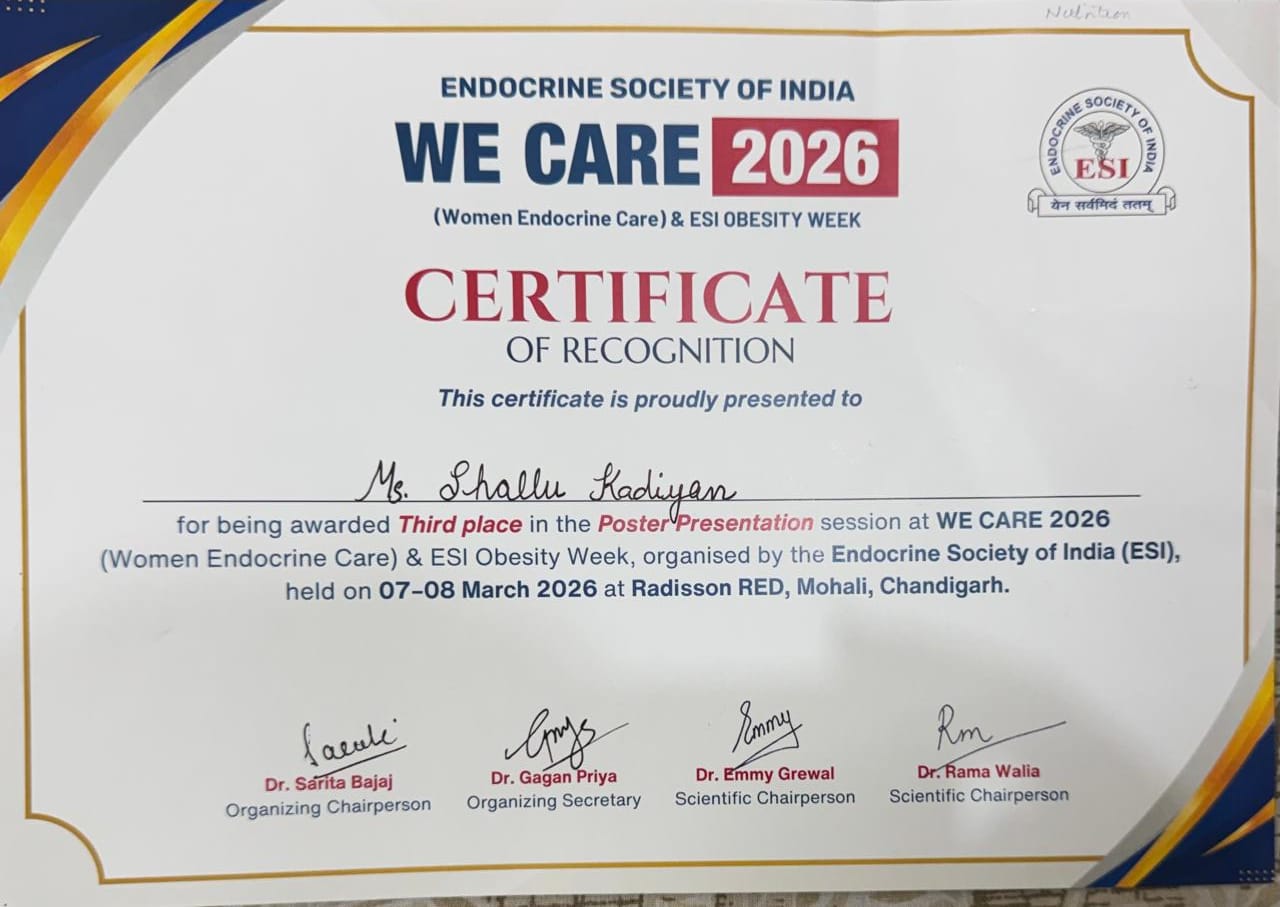 Nutrition
ENDOCRINE SOCIETY OF INDIA
WE CARE 2026
(Women Endocrine Care) & ESI OBESITY WEEK
ENDOCRINE SOCIETY OF INDIA
ESI
येन सर्वमिदं ततम्
CERTIFICATE
OF RECOGNITION
This certificate is proudly presented to
Ms. Shallu Kadiyan
for being awarded Third place in the Poster Presentation session at WE CARE 2026
(Women Endocrine Care) & ESI Obesity Week, organised by the Endocrine Society of India (ESI),
held on 07–08 March 2026 at Radisson RED, Mohali, Chandigarh.
Emmy
Rm
Dr. Sarita Bajaj
Organizing Chairperson
Dr. Gagan Priya
Organizing Secretary
Dr. Emmy Grewal
Scientific Chairperson
Dr. Rama Walia
Scientific Chairperson